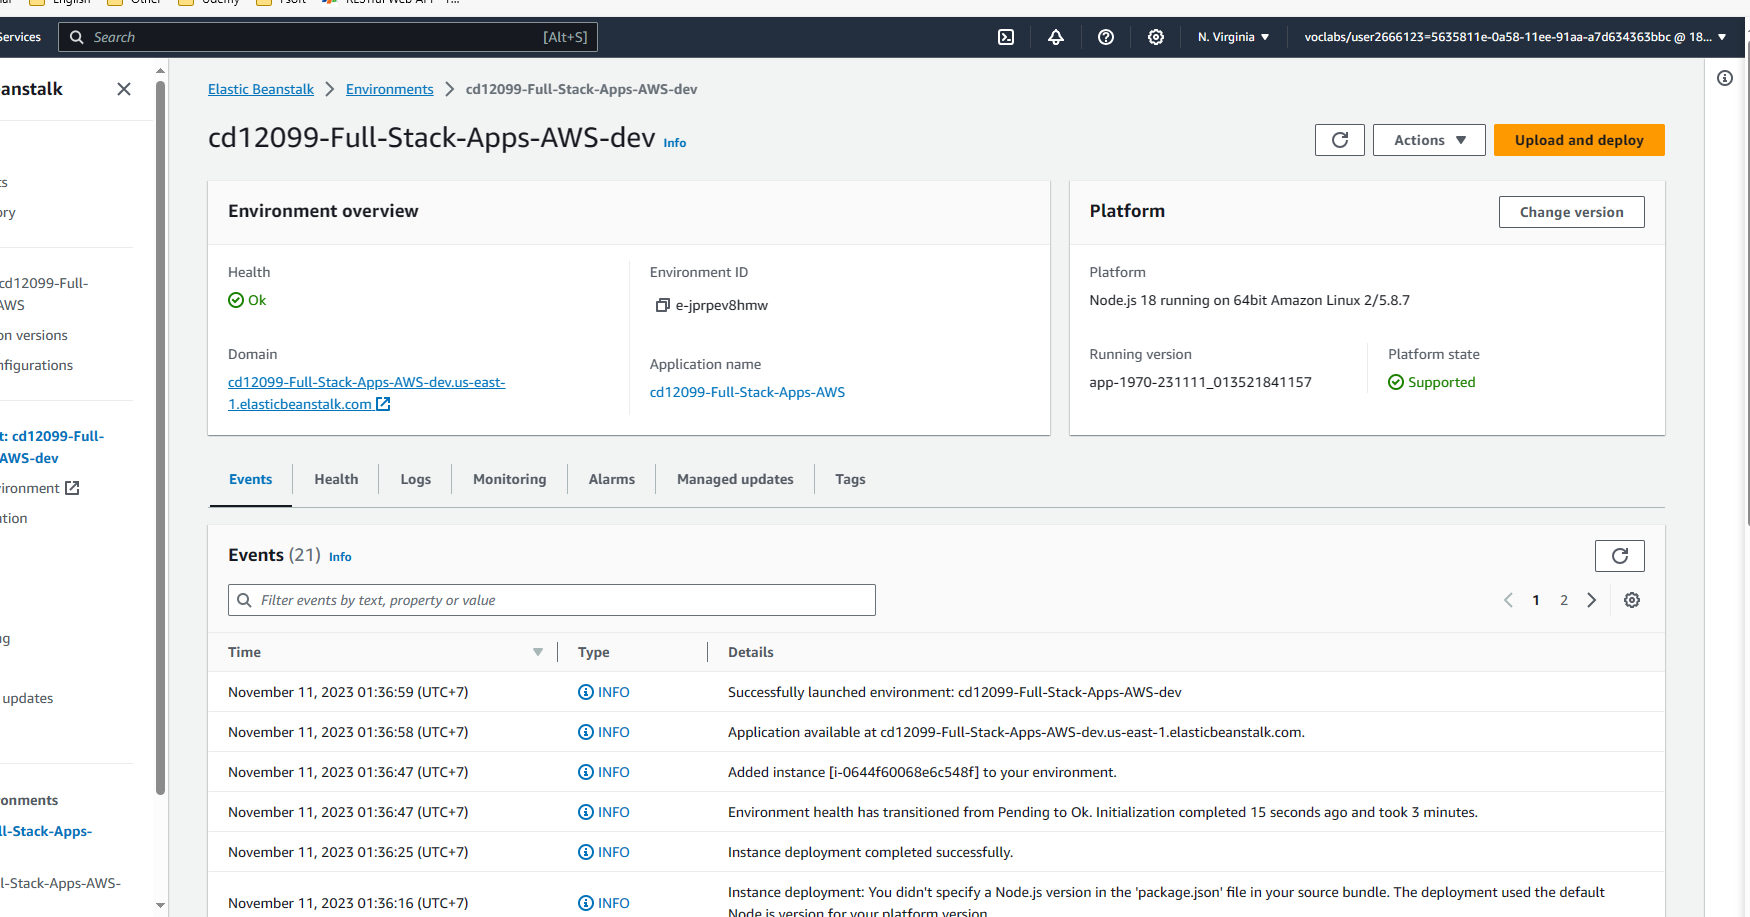 English
Other
Udemy
Services
Search
[Alt+S]
N. Virginia
voclabs/user2666123=5635811e-0a58-11ee-91aa-a7d634363bbc @ 18...
anstalk
ts
ory
cd12099-Full-
AWS
on versions
nfigurations
t: cd12099-Full-
AWS-dev
ironment
ation
ng
updates
onments
ll-Stack-Apps-
l-Stack-Apps-AWS-
Elastic Beanstalk
Environments
cd12099-Full-Stack-Apps-AWS-dev
cd12099-Full-Stack-Apps-AWS-dev Info
Actions
Upload and deploy
Environment overview
Health
Ok
Domain
cd12099-Full-Stack-Apps-AWS-dev.us-east-
1.elasticbeanstalk.com
Environment ID
e-jprpev8hmw
Application name
cd12099-Full-Stack-Apps-AWS
Platform
Change version
Platform
Node.js 18 running on 64bit Amazon Linux 2/5.8.7
Running version
app-1970-231111_013521841157
Platform state
Supported
Events
Health
Logs
Monitoring
Alarms
Managed updates
Tags
Events (21) Info
Filter events by text, property or value
1 2
Time Type Details
November 11, 2023 01:36:59 (UTC+7) INFO Successfully launched environment: cd12099-Full-Stack-Apps-AWS-dev
November 11, 2023 01:36:58 (UTC+7) INFO Application available at cd12099-Full-Stack-Apps-AWS-dev.us-east-1.elasticbeanstalk.com.
November 11, 2023 01:36:47 (UTC+7) INFO Added instance [i-0644f60068e6c548f] to your environment.
November 11, 2023 01:36:47 (UTC+7) INFO Environment health has transitioned from Pending to Ok. Initialization completed 15 seconds ago and took 3 minutes.
November 11, 2023 01:36:25 (UTC+7) INFO Instance deployment completed successfully.
November 11, 2023 01:36:16 (UTC+7) INFO Instance deployment: You didn't specify a Node.js version in the 'package.json' file in your source bundle. The deployment used the default
Node.js version for your platform version.